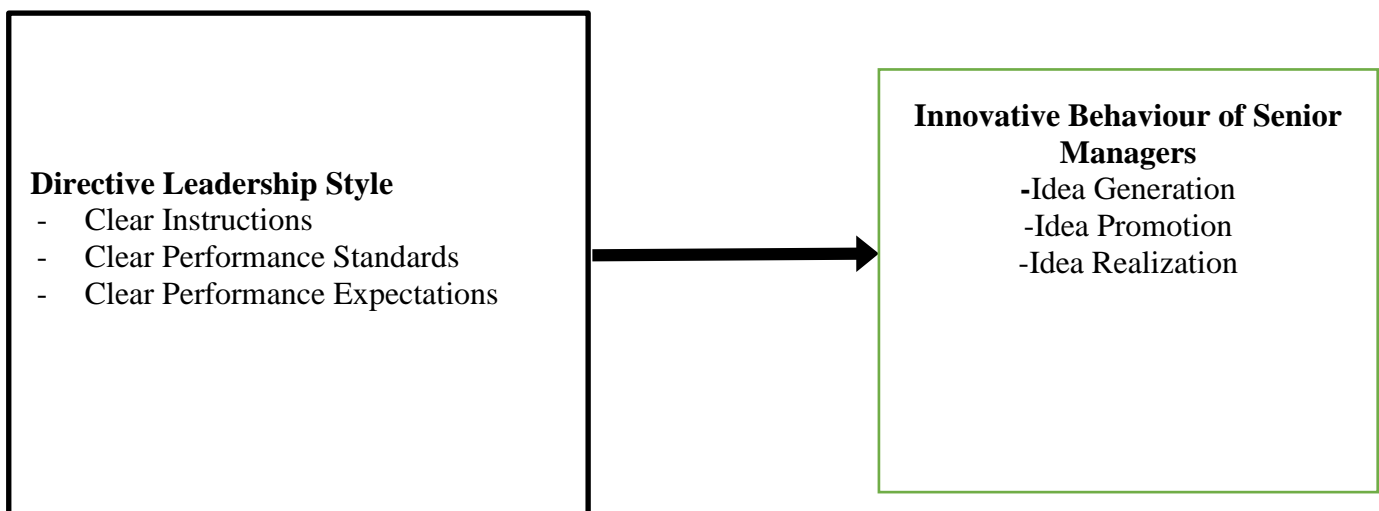 Directive Leadership Style
- Clear Instructions
- Clear Performance Standards
- Clear Performance Expectations
Innovative Behaviour of Senior
Managers
-Idea Generation
-Idea Promotion
-Idea Realization